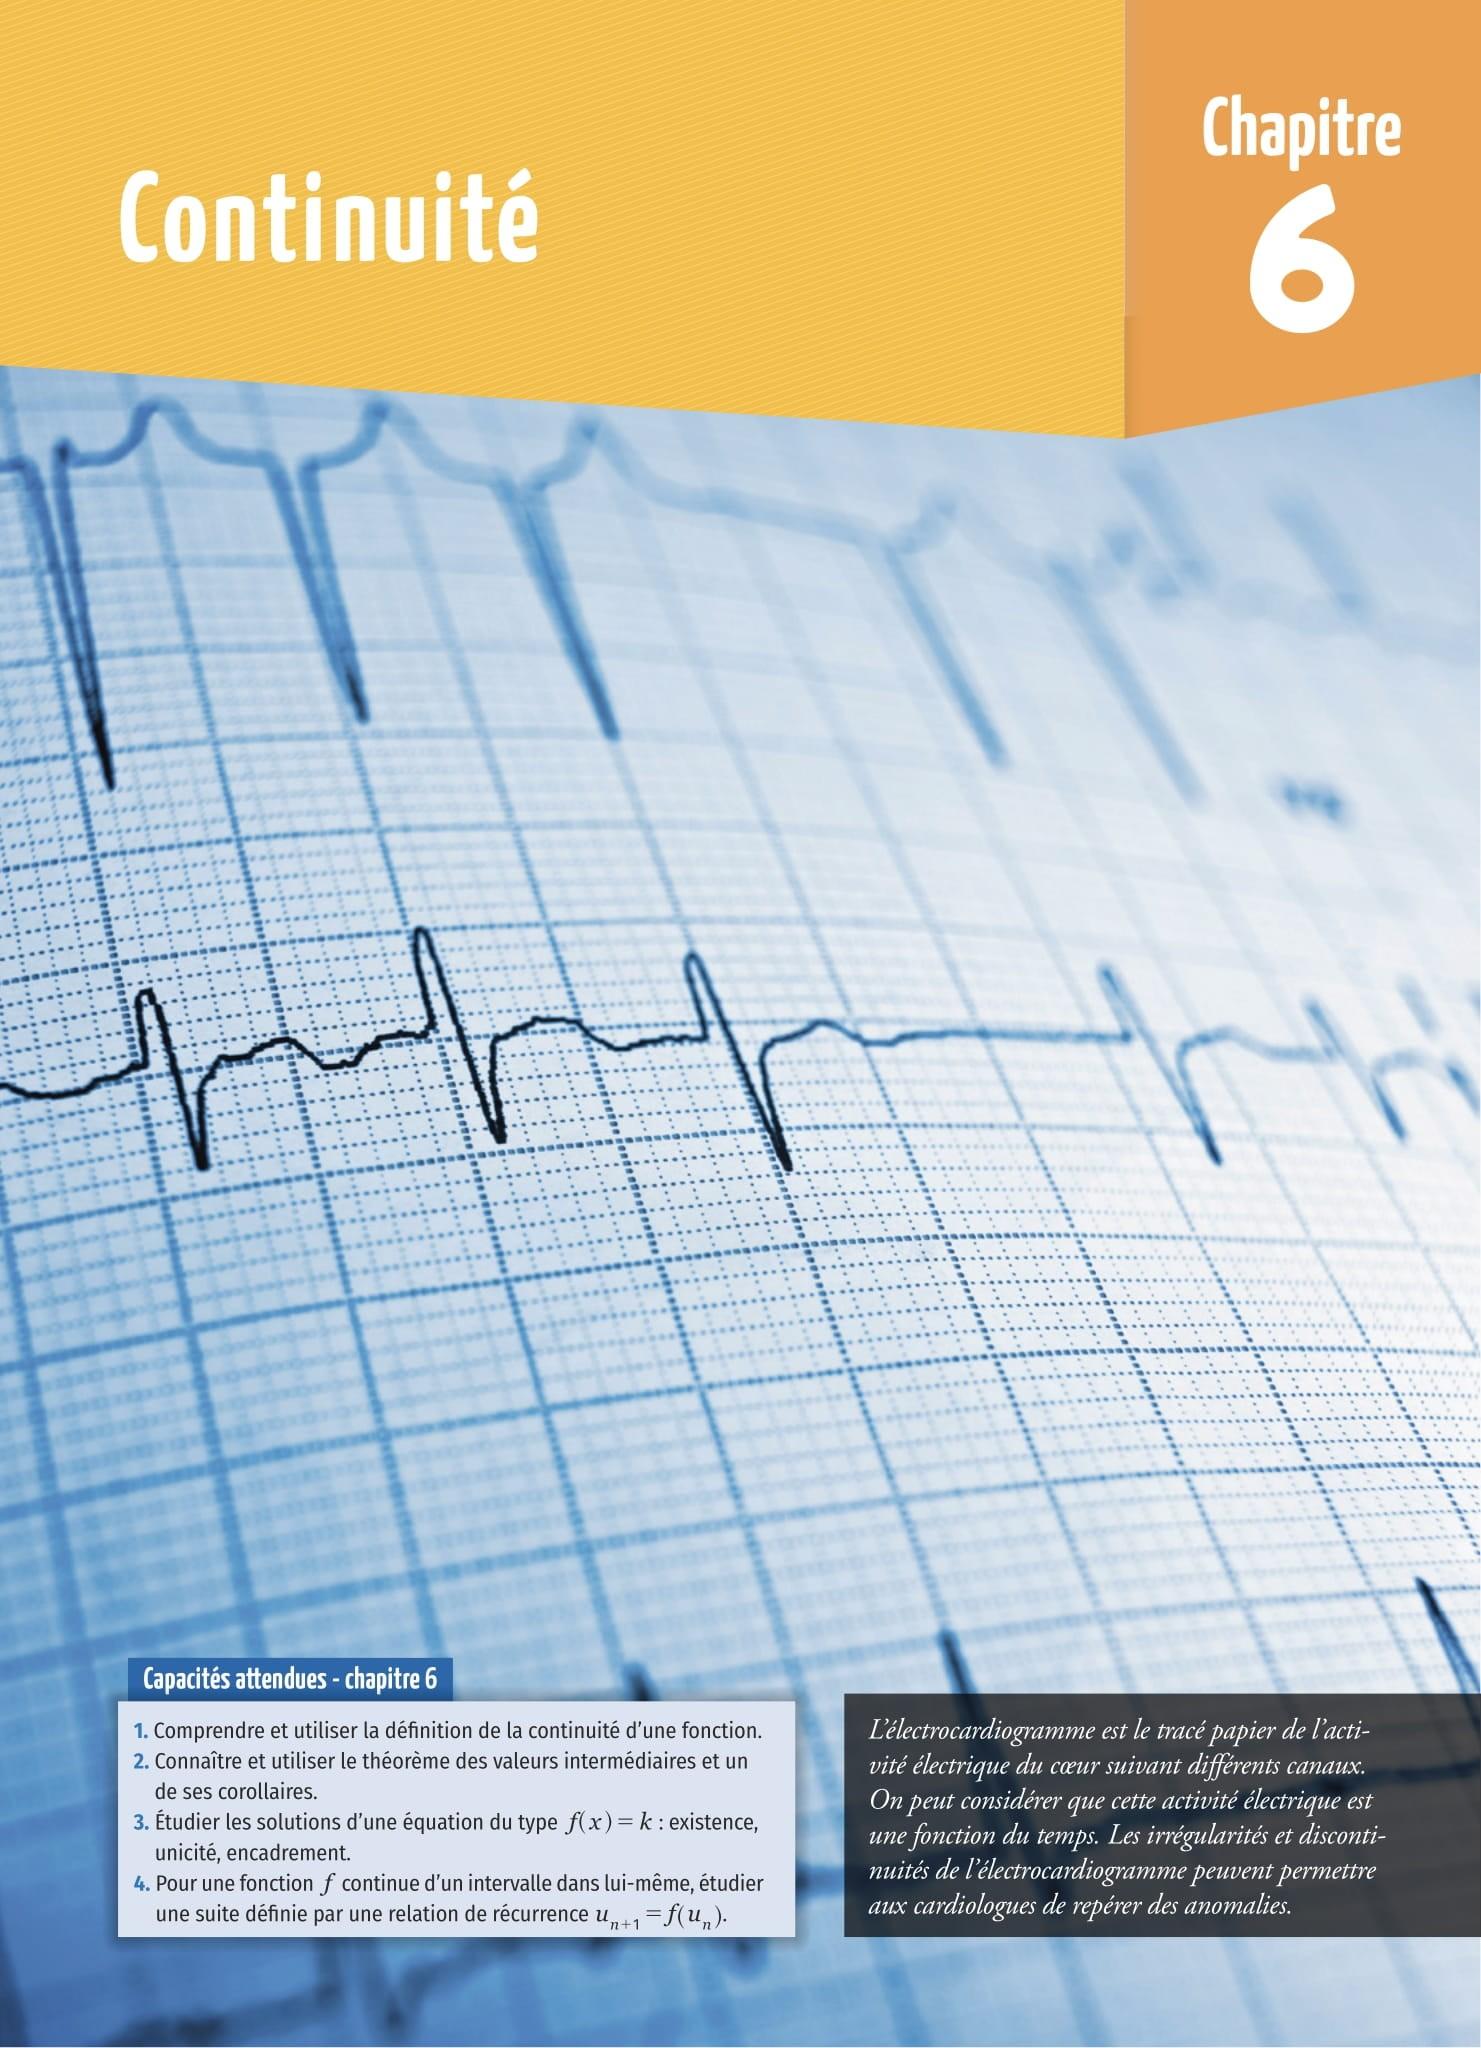 Continuité
Chapitre
6
Capacités attendues - chapitre 6
1. Comprendre et utiliser la définition de la continuité d'une fonction.
2. Connaître et utiliser le théorème des valeurs intermédiaires et un
de ses corollaires.
3. Étudier les solutions d'une équation du type f(x) = k : existence,
unicité, encadrement.
4. Pour une fonction f continue d'un intervalle dans lui-même, étudier
une suite définie par une relation de récurrence uₙ₊₁ = f(uₙ).
L'électrocardiogramme est le tracé papier de l'acti-
vité électrique du cœur suivant différents canaux.
On peut considérer que cette activité électrique est
une fonction du temps. Les irrégularités et disconti-
nuités de l'électrocardiogramme peuvent permettre
aux cardiologues de repérer des anomalies.